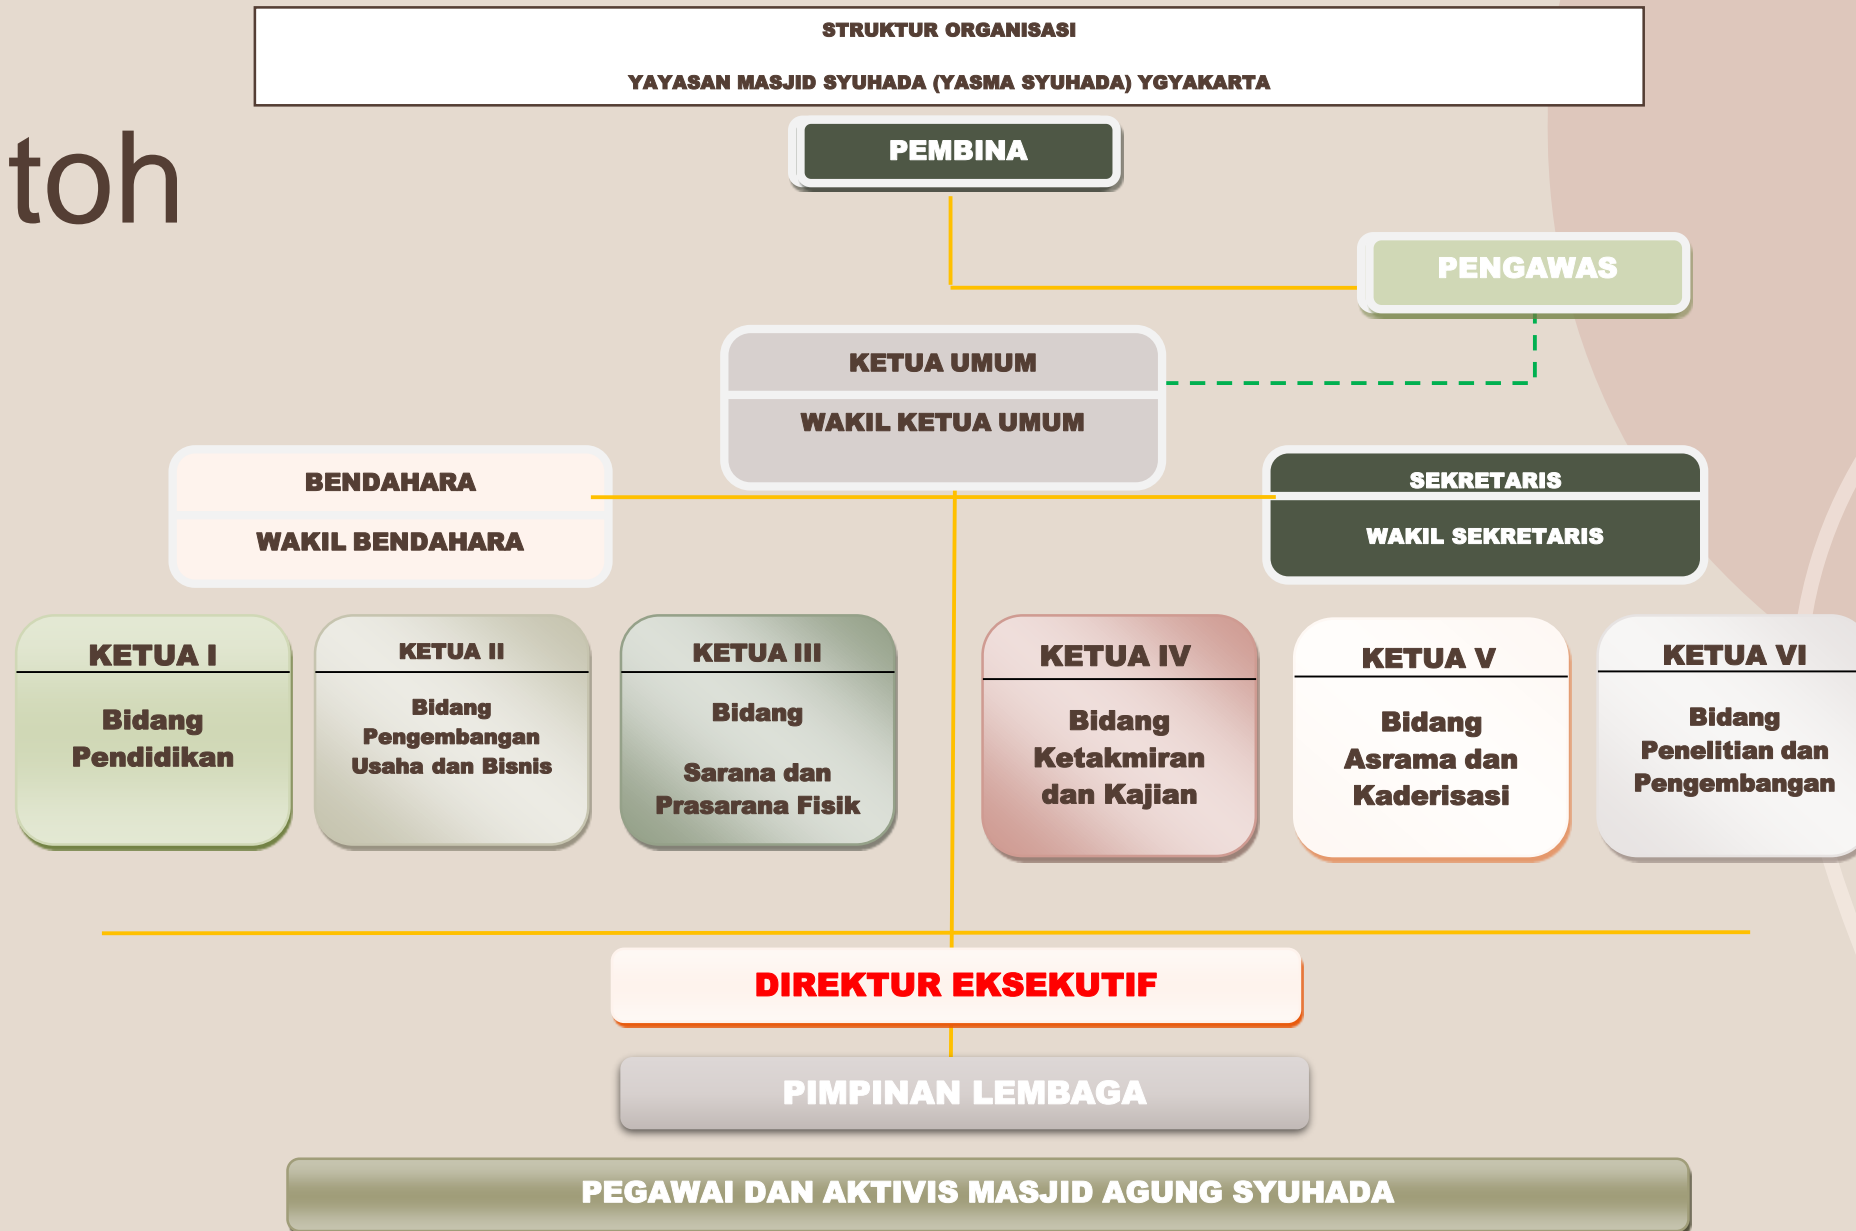 STRUKTUR ORGANISASI
YAYASAN MASJID SYUHADA (YASMA SYUHADA) YGYAKARTA
toh
PEMBINA
PENGAWAS
KETUA UMUM
WAKIL KETUA UMUM
BENDAHARA
WAKIL BENDAHARA
SEKRETARIS
WAKIL SEKRETARIS
KETUA I
Bidang
Pendidikan
KETUA II
Bidang
Pengembangan
Usaha dan Bisnis
KETUA III
Bidang
Sarana dan
Prasarana Fisik
KETUA IV
Bidang
Ketakmiran
dan Kajian
KETUA V
Bidang
Asrama dan
Kaderisasi
KETUA VI
Bidang
Penelitian dan
Pengembangan
DIREKTUR EKSEKUTIF
PIMPINAN LEMBAGA
PEGAWAI DAN AKTIVIS MASJID AGUNG SYUHADA